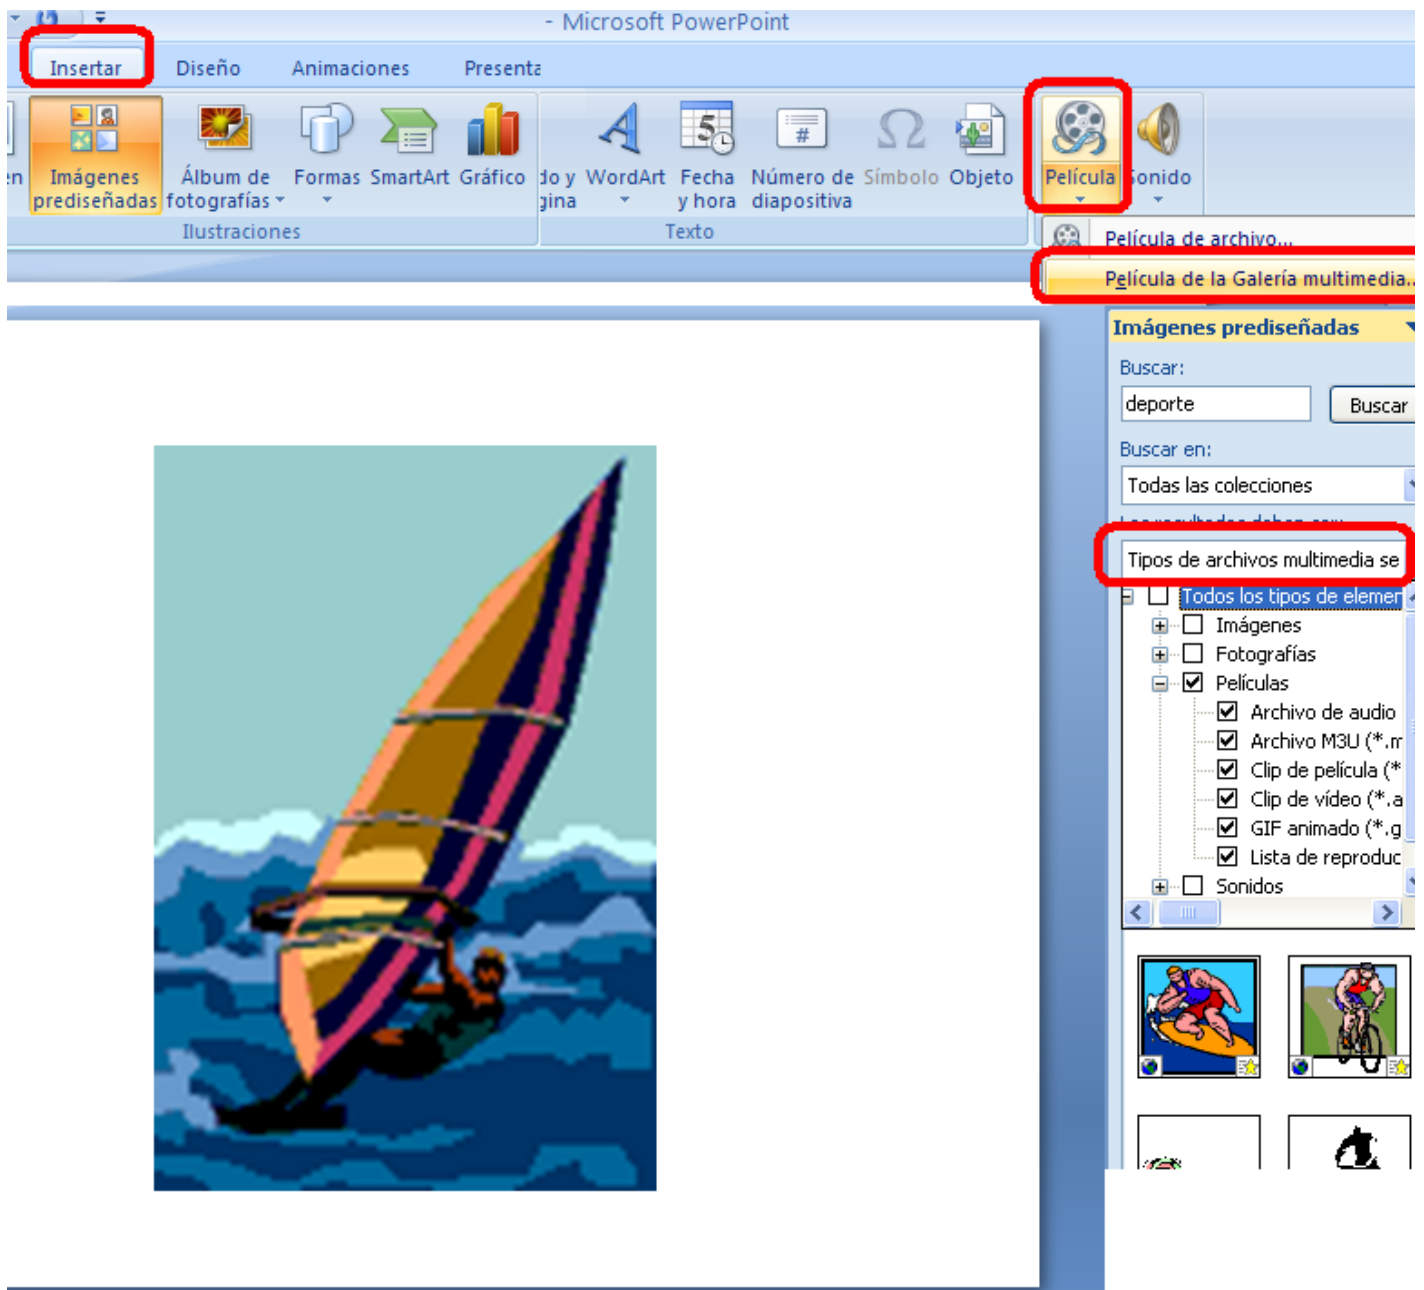 - Microsoft PowerPoint
Insertar Diseño Animaciones Presenta
Imágenes prediseñadas
Álbum de fotografías
Formas SmartArt Gráfico
Ilustraciones
do y
gina
WordArt
Fecha y hora
Número de diapositiva
Símbolo Objeto
Texto
Película Sonido
Película de archivo...
Película de la Galería multimedia..
Imágenes prediseñadas
Buscar:
deporte
Buscar
Buscar en:
Todas las colecciones
Tipos de archivos multimedia se
Todos los tipos de elemen
Imágenes
Fotografías
Películas
Archivo de audio
Archivo M3U (*.m
Clip de película (*
Clip de vídeo (*.a
GIF animado (*.g
Lista de reproduc
Sonidos